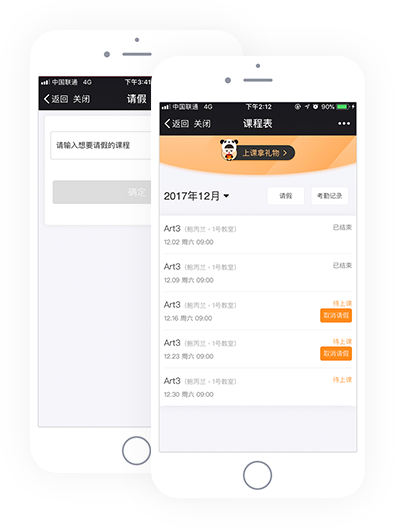 中国联通 4G 下午3:41
返回 关闭 请假
请输入想要请假的课程
确定
中国联通 4G 下午2:12 90%
返回 关闭 课程表
上课拿礼物
2017年12月 请假 考勤记录
Art3 (鲍丙兰 - 1号教室) 已结束
12.02 周六 09:00
Art3 (鲍丙兰 - 1号教室) 已结束
12.09 周六 09:00
Art3 (鲍丙兰 - 1号教室) 待上课
12.16 周六 09:00 取消请假
Art3 (鲍丙兰 - 1号教室) 待上课
12.23 周六 09:00 取消请假
Art3 (鲍丙兰 - 1号教室) 待上课
12.30 周六 09:00